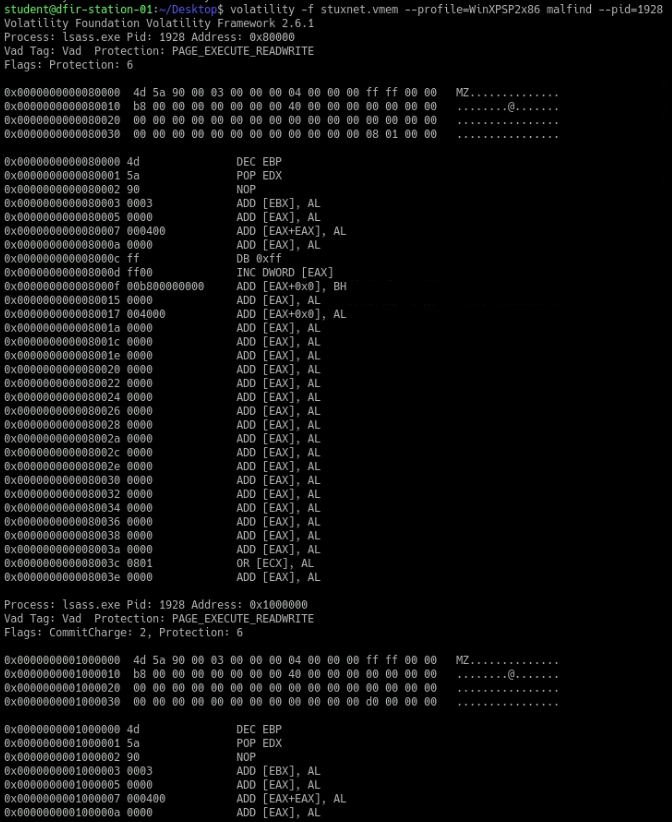 student@dfir-station-01:~/Desktop$ volatility -f stuxnet.vmem --profile=WinXPSP2x86 malfind --pid=1928
Volatility Foundation Volatility Framework 2.6.1
Process: lsass.exe Pid: 1928 Address: 0x80000
Vad Tag: Vad  Protection: PAGE_EXECUTE_READWRITE
Flags: Protection: 6

0x0000000000080000  4d 5a 90 00 03 00 00 00 04 00 00 00 ff ff 00 00   MZ..............
0x0000000000080010  b8 00 00 00 00 00 00 00 40 00 00 00 00 00 00 00   ........@.......
0x0000000000080020  00 00 00 00 00 00 00 00 00 00 00 00 00 00 00 00   ................
0x0000000000080030  00 00 00 00 00 00 00 00 00 00 00 00 08 01 00 00   ................

0x0000000000080000 4d               DEC EBP
0x0000000000080001 5a               POP EDX
0x0000000000080002 90               NOP
0x0000000000080003 0003             ADD [EBX], AL
0x0000000000080005 0000             ADD [EAX], AL
0x0000000000080007 000400           ADD [EAX+EAX], AL
0x000000000008000a 0000             ADD [EAX], AL
0x000000000008000c ff               DB 0xff
0x000000000008000d ff00             INC DWORD [EAX]
0x000000000008000f 00b800000000     ADD [EAX+0x0], BH
0x0000000000080015 0000             ADD [EAX], AL
0x0000000000080017 004000           ADD [EAX+0x0], AL
0x000000000008001a 0000             ADD [EAX], AL
0x000000000008001c 0000             ADD [EAX], AL
0x000000000008001e 0000             ADD [EAX], AL
0x0000000000080020 0000             ADD [EAX], AL
0x0000000000080022 0000             ADD [EAX], AL
0x0000000000080024 0000             ADD [EAX], AL
0x0000000000080026 0000             ADD [EAX], AL
0x0000000000080028 0000             ADD [EAX], AL
0x000000000008002a 0000             ADD [EAX], AL
0x000000000008002c 0000             ADD [EAX], AL
0x000000000008002e 0000             ADD [EAX], AL
0x0000000000080030 0000             ADD [EAX], AL
0x0000000000080032 0000             ADD [EAX], AL
0x0000000000080034 0000             ADD [EAX], AL
0x0000000000080036 0000             ADD [EAX], AL
0x0000000000080038 0000             ADD [EAX], AL
0x000000000008003a 0000             ADD [EAX], AL
0x000000000008003c 0801             OR [ECX], AL
0x000000000008003e 0000             ADD [EAX], AL

Process: lsass.exe Pid: 1928 Address: 0x1000000
Vad Tag: Vad  Protection: PAGE_EXECUTE_READWRITE
Flags: CommitCharge: 2, Protection: 6

0x0000000001000000  4d 5a 90 00 03 00 00 00 04 00 00 00 ff ff 00 00   MZ..............
0x0000000001000010  b8 00 00 00 00 00 00 00 40 00 00 00 00 00 00 00   ........@.......
0x0000000001000020  00 00 00 00 00 00 00 00 00 00 00 00 00 00 00 00   ................
0x0000000001000030  00 00 00 00 00 00 00 00 00 00 00 00 d0 00 00 00   ................

0x0000000001000000 4d               DEC EBP
0x0000000001000001 5a               POP EDX
0x0000000001000002 90               NOP
0x0000000001000003 0003             ADD [EBX], AL
0x0000000001000005 0000             ADD [EAX], AL
0x0000000001000007 000400           ADD [EAX+EAX], AL
0x000000000100000a 0000             ADD [EAX], AL